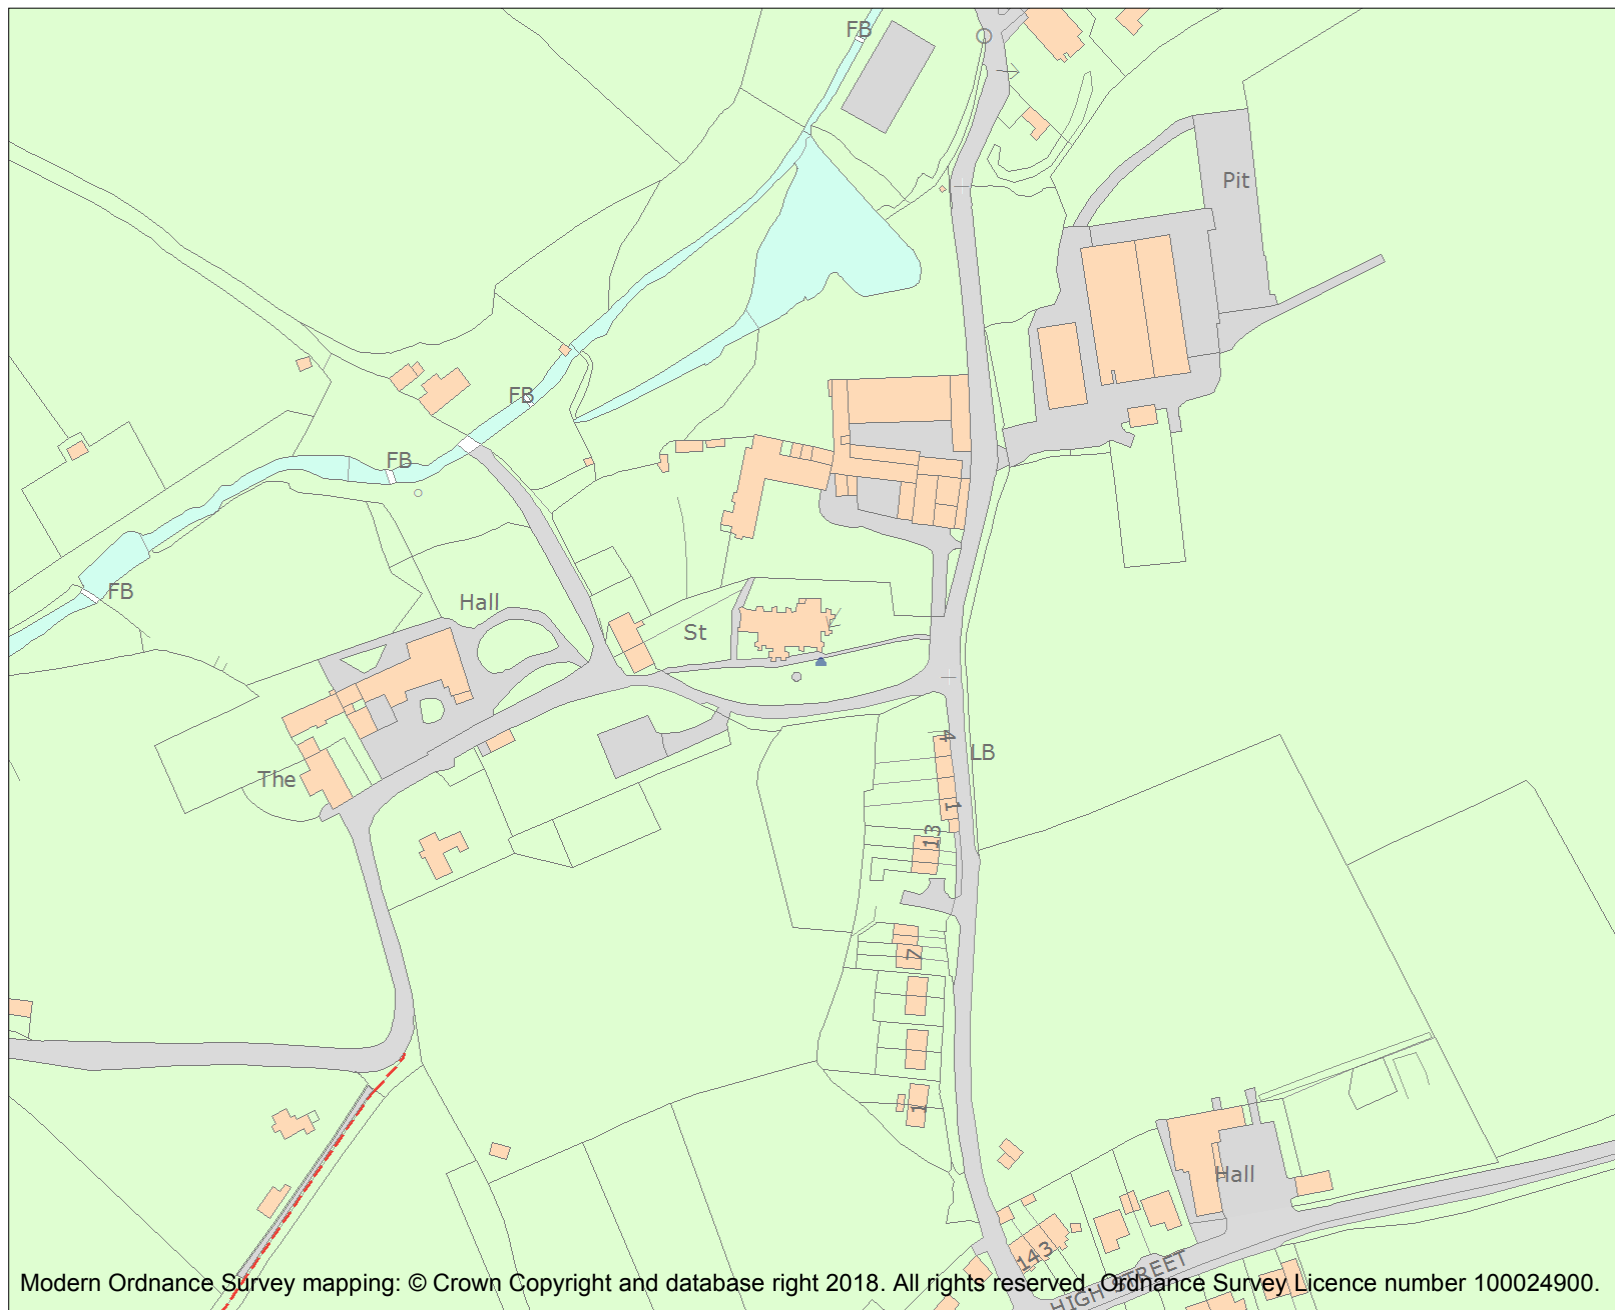 FB
Pit
FB
FB
FB
Hall
St
4
LB
The
1
13
7
1
Hall
143
HIGH STREET
Modern Ordnance Survey mapping: © Crown Copyright and database right 2018. All rights reserved. Ordnance Survey Licence number 100024900.